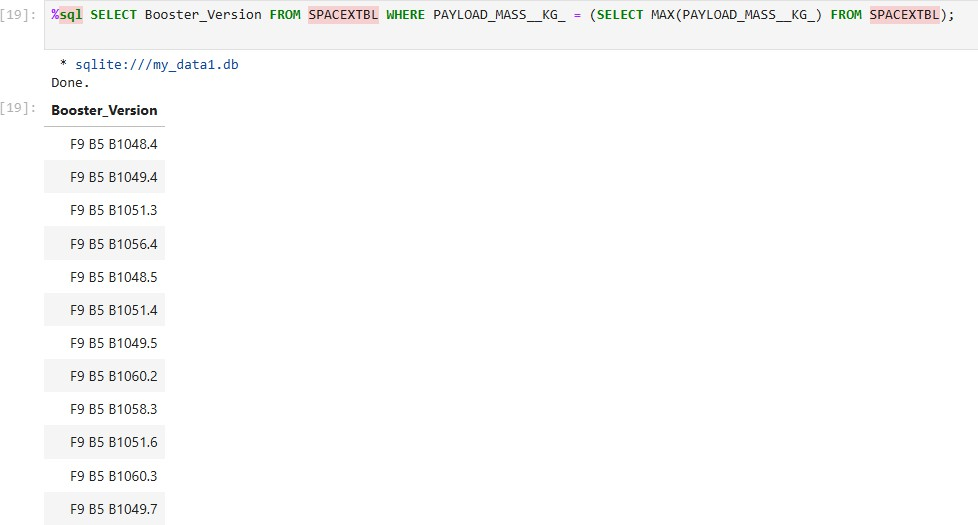 [19]: %sql SELECT Booster_Version FROM SPACEXTBL WHERE PAYLOAD_MASS__KG_ = (SELECT MAX(PAYLOAD_MASS__KG_) FROM SPACEXTBL);
* sqlite:///my_data1.db
Done.
[19]: Booster_Version
F9 B5 B1048.4
F9 B5 B1049.4
F9 B5 B1051.3
F9 B5 B1056.4
F9 B5 B1048.5
F9 B5 B1051.4
F9 B5 B1049.5
F9 B5 B1060.2
F9 B5 B1058.3
F9 B5 B1051.6
F9 B5 B1060.3
F9 B5 B1049.7